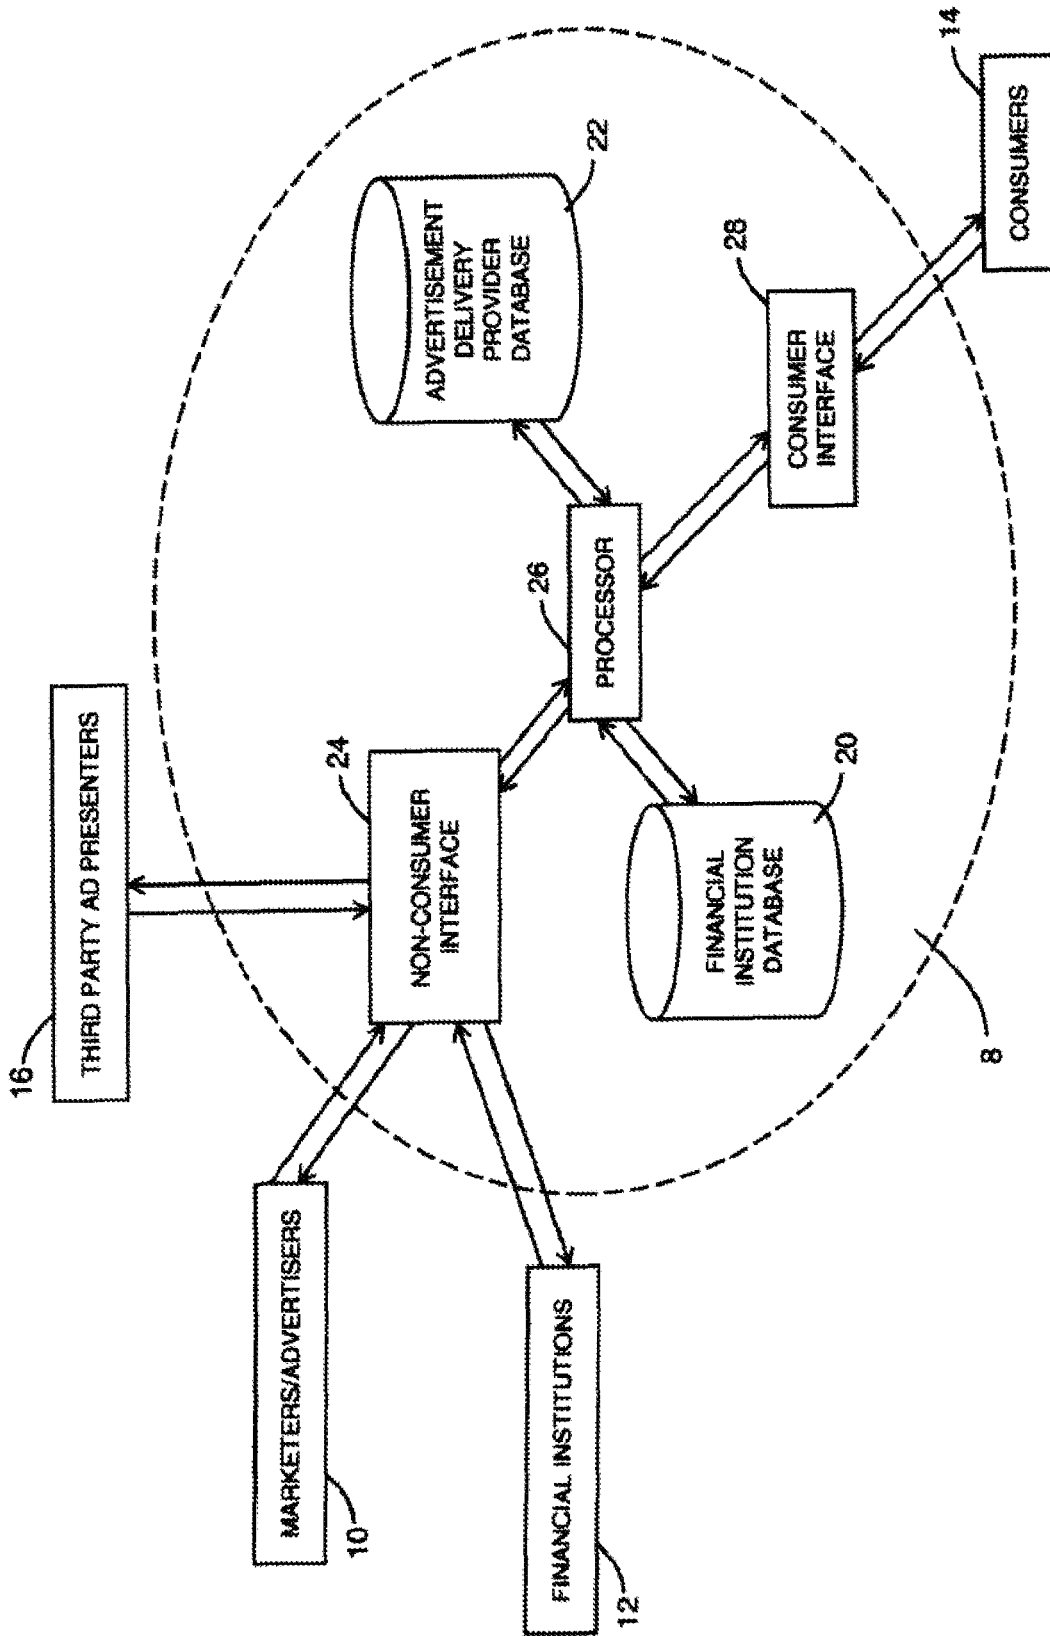 16
THIRD PARTY AD PRESENTERS
MARKETERS/ADVERTISERS
10
24
NON-CONSUMER
INTERFACE
ADVERTISEMENT
DELIVERY
PROVIDER
DATABASE
22
FINANCIAL INSTITUTIONS
12
26
PROCESSOR
FINANCIAL
INSTITUTION
DATABASE
20
28
CONSUMER
INTERFACE
8
14
CONSUMERS